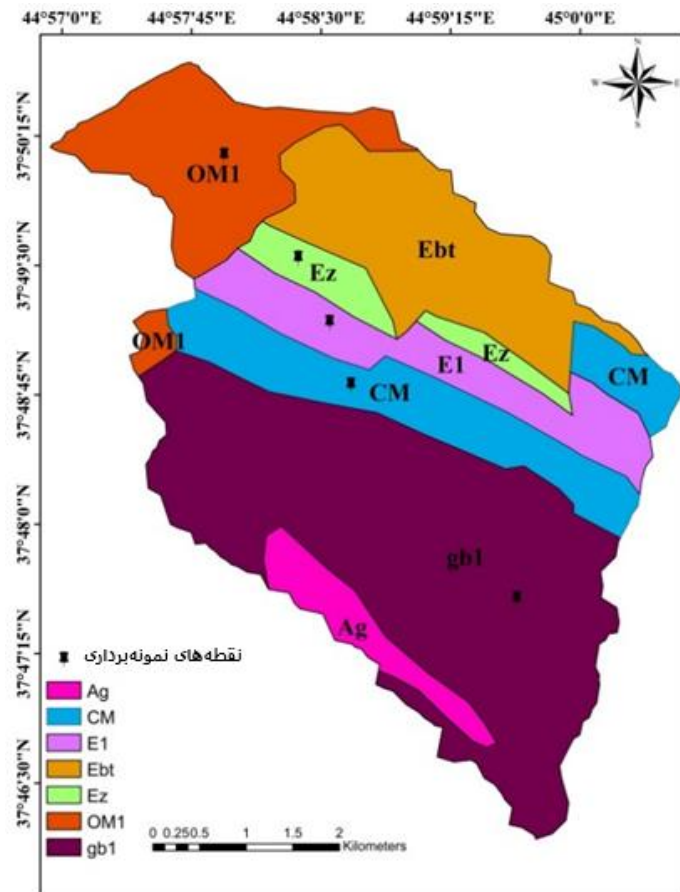 44°57'0"E 44°57'45"E 44°58'30"E 44°59'15"E 45°0'0"E
N
W E
S
37°50'15"N
37°49'30"N
37°48'45"N
37°48'0"N
37°47'15"N
37°46'30"N
OM1
Ebt
Ez
OM1
E1
Ez
CM
CM
gb1
Ag
نقطه‌های نمونه‌برداری
Ag
CM
E1
Ebt
Ez
OM1
gb1
0 0.25 0.5 1 1.5 2
Kilometers